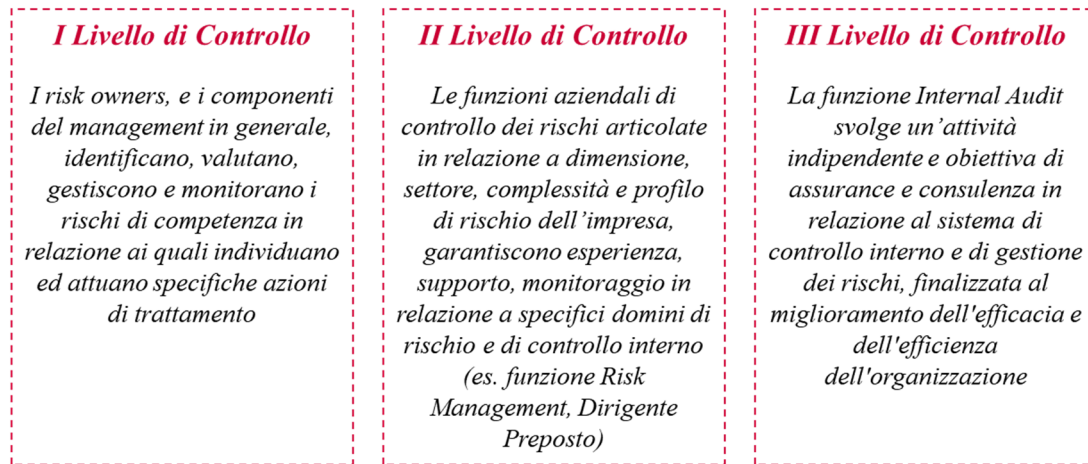 I Livello di Controllo
I risk owners, e i componenti
del management in generale,
identificano, valutano,
gestiscono e monitorano i
rischi di competenza in
relazione ai quali individuano
ed attuano specifiche azioni
di trattamento
II Livello di Controllo
Le funzioni aziendali di
controllo dei rischi articolate
in relazione a dimensione,
settore, complessità e profilo
di rischio dell’impresa,
garantiscono esperienza,
supporto, monitoraggio in
relazione a specifici domini di
rischio e di controllo interno
(es. funzione Risk
Management, Dirigente
Preposto)
III Livello di Controllo
La funzione Internal Audit
svolge un’attività
indipendente e obiettiva di
assurance e consulenza in
relazione al sistema di
controllo interno e di gestione
dei rischi, finalizzata al
miglioramento dell'efficacia e
dell'efficienza
dell'organizzazione